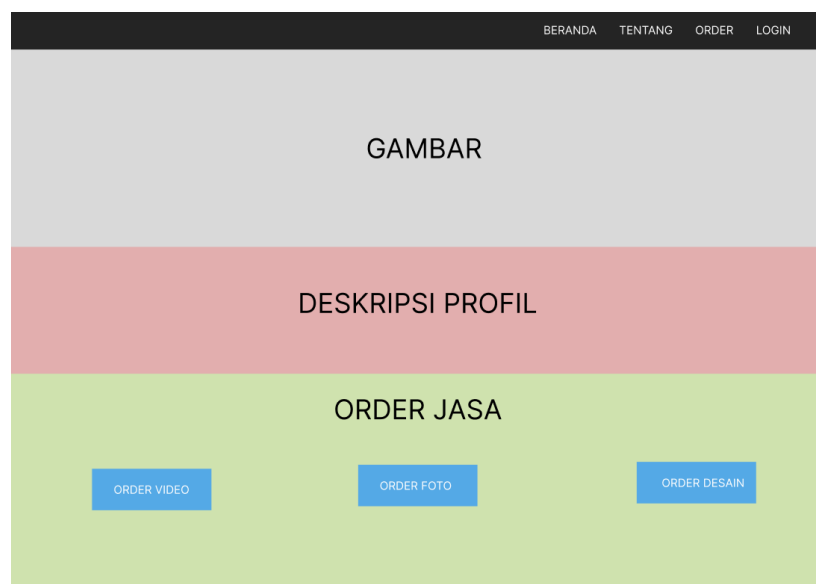 BERANDA TENTANG ORDER LOGIN
GAMBAR
DESKRIPSI PROFIL
ORDER JASA
ORDER VIDEO ORDER FOTO ORDER DESAIN